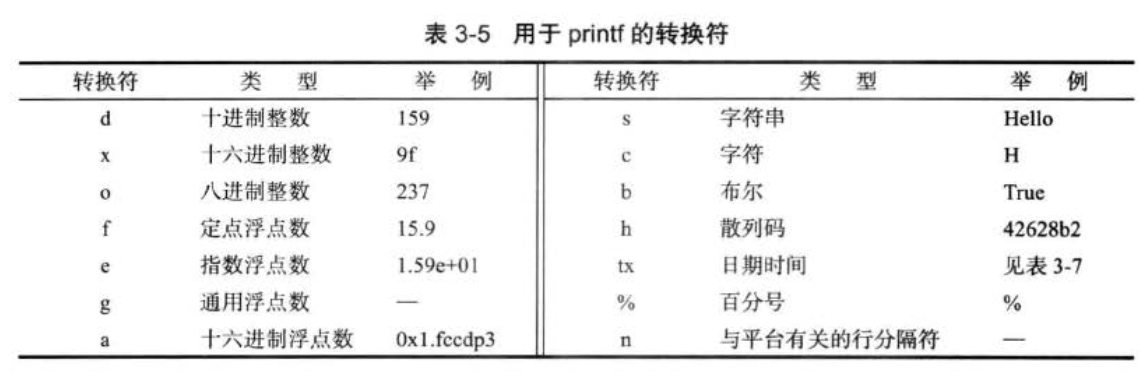 表 3-5 用于 printf 的转换符
转换符 类 型 举 例 转换符 类 型 举 例
d 十进制整数 159 s 字符串 Hello
x 十六进制整数 9f c 字符 H
o 八进制整数 237 b 布尔 True
f 定点浮点数 15.9 h 散列码 42628b2
e 指数浮点数 1.59e+01 tx 日期时间 见表 3-7
g 通用浮点数 — % 百分号 %
a 十六进制浮点数 0x1.fccdp3 n 与平台有关的行分隔符 —